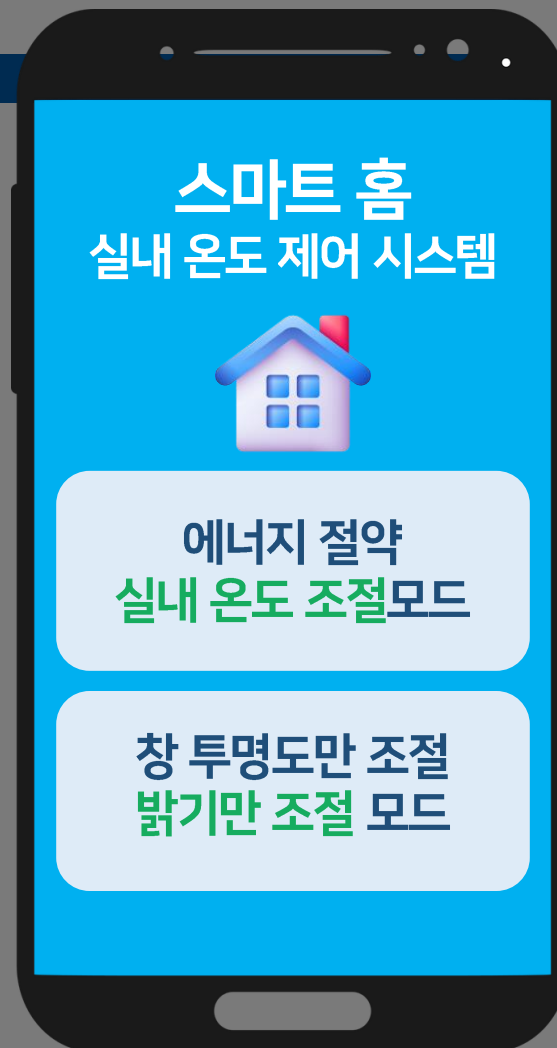 스마트 홈
실내 온도 제어 시스템
에너지 절약
실내 온도 조절모드
창 투명도만 조절
밝기만 조절 모드